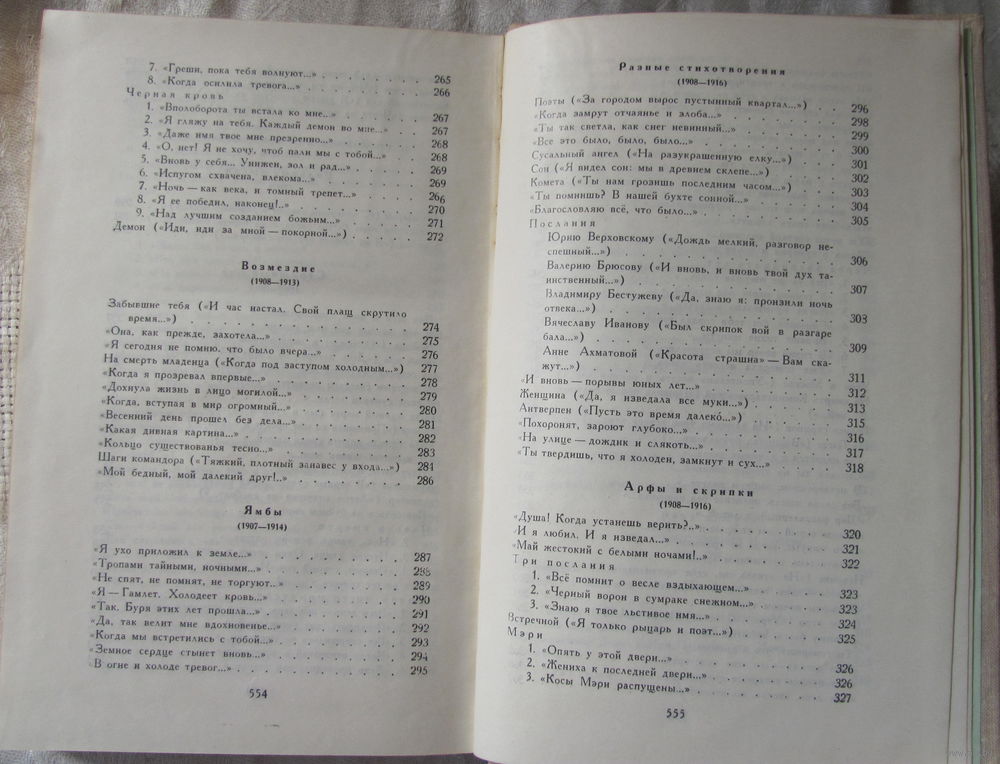 7. «Греши, пока тебя волнуют...» . . . . . . . . 265
8. «Когда осилила тревога...» . . . . . . . . 266
Черная кровь
1. «Вполоборота ты встала ко мне...» . . . . . . 267
2. «Я гляжу на тебя. Каждый демон во мне...» . . 267
3. «Даже имя твое мне презренно...» . . . . . . 268
4. «О, нет! Я не хочу, чтоб пали мы с тобой...» . . 268
5. «Вновь у себя... Унижен, зол и рад...» . . . . 269
6. «Испугом схвачена, влекома...» . . . . . . . 269
7. «Ночь — как века, и томный трепет...» . . . . 266
8. «Я ее победил, наконец!..» . . . . . . . . 270
9. «Над лучшим созданием божьим...» . . . . . . 271
Демон («Иди, иди за мной — покорной...») . . . . . 272
Возмездие
(1908—1913)
Забывшие тебя («И час настал. Свой плащ скрутило
время...») . . . . . . . . . . . . . 274
«Она, как прежде, захотела...» . . . . . . . . 275
«Я сегодня не помню, что было вчера...» . . . . . 276
На смерть младенца («Когда под заступом холодным...») 277
«Когда я прозревал впервые...» . . . . . . . . 278
«Дохнула жизнь в лицо могилой...» . . . . . . . 279
«Когда, вступая в мир огромный...» . . . . . . . 280
«Весенний день прошел без дела...» . . . . . . . 281
«Какая дивная картина...» . . . . . . . . . 282
«Кольцо существованья тесно...» . . . . . . . . 283
Шаги командора («Тяжкий, плотный занавес у входа...») 284
«Мой бедный, мой далекий друг!..» . . . . . . . 286
Ямбы
(1907—1914)
«Я ухо приложил к земле...» . . . . . . . . . 287
«Тропами тайными, ночными...» . . . . . . . . 288
«Не спят, не помнят, не торгуют..» . . . . . . . 289
«Я — Гамлет. Холодеет кровь...» . . . . . . . . 290
«Так. Буря этих лет прошла...» . . . . . . . . 291
«Да, так велит мне вдохновенье...» . . . . . . . 292
«Когда мы встретились с тобой...» . . . . . . . 293
«Земное сердце стынет вновь...» . . . . . . . . 294
«В огне и холоде тревог...» . . . . . . . . . 295
554
Разные стихотворения
(1908—1916)
Поэты («За городом вырос пустынный квартал...») . . 296
«Когда замрут отчаянье и злоба...» . . . . . . . 298
«Ты так светла, как снег невинный...» . . . . . . 299
«Все это было, было, было...» . . . . . . . . 300
Сусальный ангел («На разукрашенную елку...») . . . 301
Сон («Я видел сон: мы в древнем склепе...») . . . . 302
Комета («Ты нам грозишь последним часом...») . . . 303
«Ты помнишь? В нашей бухте сонной...» . . . . . 304
«Благословляю всё, что было...» . . . . . . . . 305
Послания
Юрию Верховскому («Дождь мелкий, разговор не-
спешный...») . . . . . . . . . . . 306
Валерию Брюсову («И вновь, и вновь твой дух та-
инственный...») . . . . . . . . . . 307
Владимиру Бестужеву («Да, знаю я: пронзили ночь
отвека...») . . . . . . . . . . . . 303
Вячеславу Иванову («Был скрипок вой в разгаре
бала...») . . . . . . . . . . . . 309
Анне Ахматовой («Красота страшна» — Вам ска-
жут...») . . . . . . . . . . . . 311
«И вновь — порывы юных лет...» . . . . . . . . 312
Женщина («Да, я изведала все муки...») . . . . . 313
Антверпен («Пусть это время далеко́...») . . . . . 315
«Похоронят, зароют глубоко...» . . . . . . . . 316
«На улице — дождик и слякоть...» . . . . . . . 317
«Ты твердишь, что я холоден, замкнут и сух...» . . . 318
Арфы и скрипки
(1908—1916)
«Душа! Когда устанешь верить?..» . . . . . . . 320
«И я любил. И я изведал...» . . . . . . . . . 321
«Май жестокий с белыми ночами!..» . . . . . . . 322
Три послания
1. «Всё помнит о весле вздыхающем...» . . . . . 323
2. «Черный ворон в сумраке снежном...» . . . . . 323
3. «Знаю я твое льстивое имя...» . . . . . . . 324
Встречной («Я только рыцарь и поэт...») . . . . . 325
Мэри
1. «Опять у этой двери...» . . . . . . . . . 326
2. «Жениха к последней двери...» . . . . . . . 326
3. «Косы Мэри распущены...» . . . . . . . . 327
555